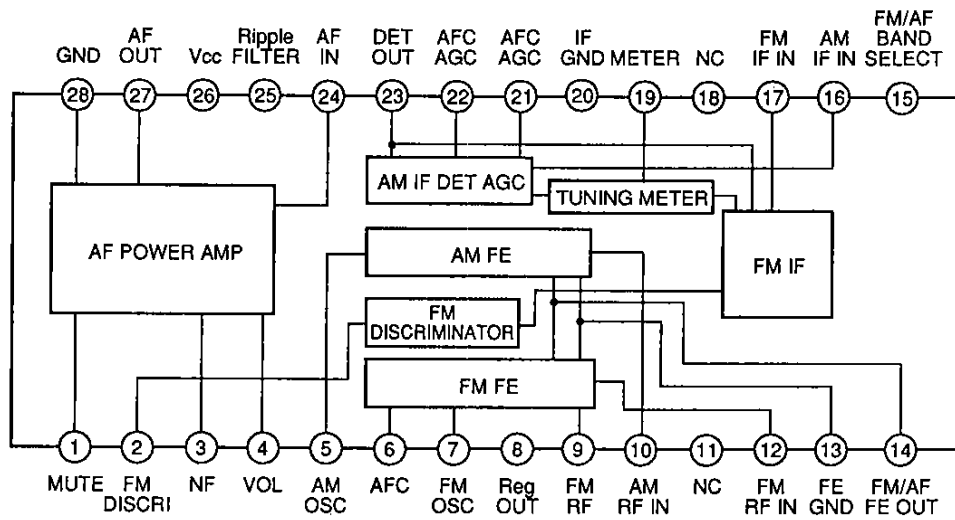 GND
AF
OUT
Vcc
Ripple
FILTER
AF
IN
DET
OUT
AFC
AGC
AFC
AGC
IF
GND
METER
NC
FM
IF IN
AM
IF IN
FM/AF
BAND
SELECT
28
27
26
25
24
23
22
21
20
19
18
17
16
15
AM IF DET AGC
TUNING METER
AF POWER AMP
AM FE
FM IF
FM
DISCRIMINATOR
FM FE
1
2
3
4
5
6
7
8
9
10
11
12
13
14
MUTE
FM
DISCRI
NF
VOL
AM
OSC
AFC
FM
OSC
Reg
OUT
FM
RF
AM
RF IN
NC
FM
RF IN
FE
GND
FM/AF
FE OUT